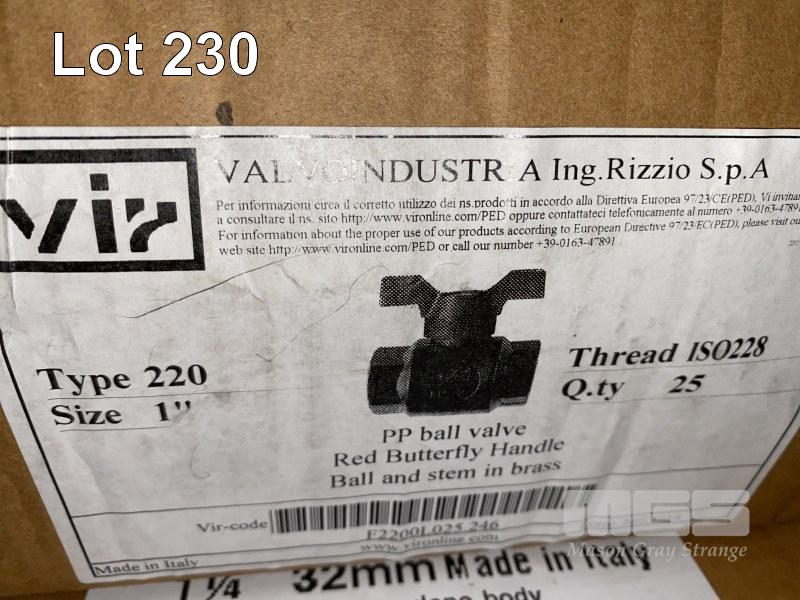 Lot 230
vir
VALVOINDUSTRIA Ing.Rizzio S.p.A
Per informazioni circa il corretto utilizzo dei ns.prodotti in accordo alla Direttiva Europea 97/23/CE(PED), Vi invitiamo
a consultare il ns. sito http://www.vironline.com/PED oppure contattateci telefonicamente al numero +39-0163-47891
For information about the proper use of our products according to European Directive 97/23/EC(PED), please visit our
web site http://www.vironline.com/PED or call our number +39-0163-47891
Type 220
Size 1"
Thread ISO228
Q.ty 25
PP ball valve
Red Butterfly Handle
Ball and stem in brass
Vir-code
F2200L025 246
www.vironline.com
Made in Italy
MGS
Mason Gray Strange
1 1/4 32mm Made in Italy
body